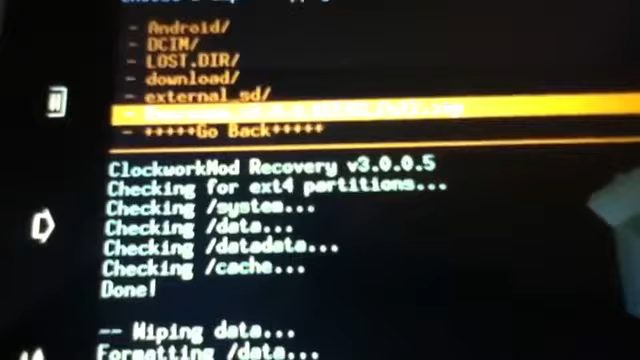 - Android/
- DCIM/
- LOST.DIR/
- download/
- external_sd/
- +++++Go Back+++++
ClockworkMod Recovery v3.0.0.5
Checking for ext4 partitions...
Checking /system...
Checking /data...
Checking /datadata...
Checking /cache...
Done!
-- Wiping data...
Formatting /data...